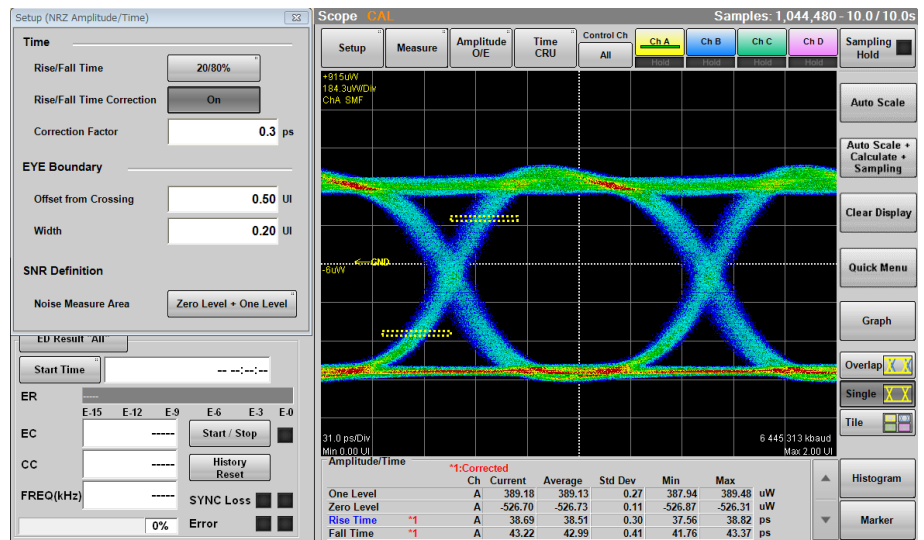 Setup (NRZ Amplitude/Time)
Time
Rise/Fall Time 20/80%
Rise/Fall Time Correction On
Correction Factor 0.3 ps
EYE Boundary
Offset from Crossing 0.50 UI
Width 0.20 UI
SNR Definition
Noise Measure Area Zero Level + One Level
ED Result "All"
Start Time -- --:--:--
ER ----
E-15 E-12 E-9 E-6 E-3 E-0
EC ----- Start / Stop
CC ----- History Reset
FREQ(kHz) ----- SYNC Loss
0% Error
Scope CAL Samples: 1,044,480 - 10.0 / 10.0s
Setup Measure Amplitude O/E Time CRU Control Ch All Ch A Hold Ch B Hold Ch C Hold Ch D Hold Sampling Hold
+915uW
184.3uW/Div
ChA SMF
-6uW <----GND
31.0 ps/Div 6 445 313 kbaud
Min 0.00 UI Max 2.00 UI
Auto Scale
Auto Scale + Calculate + Sampling
Clear Display
Quick Menu
Graph
Overlap
Single
Tile
Histogram
Marker
Amplitude/Time *1:Corrected
Ch Current Average Std Dev Min Max
One Level A 389.18 389.13 0.27 387.94 389.48 uW
Zero Level A -526.70 -526.73 0.11 -526.87 -526.31 uW
Rise Time *1 A 38.69 38.51 0.30 37.56 38.82 ps
Fall Time *1 A 43.22 42.99 0.41 41.76 43.37 ps